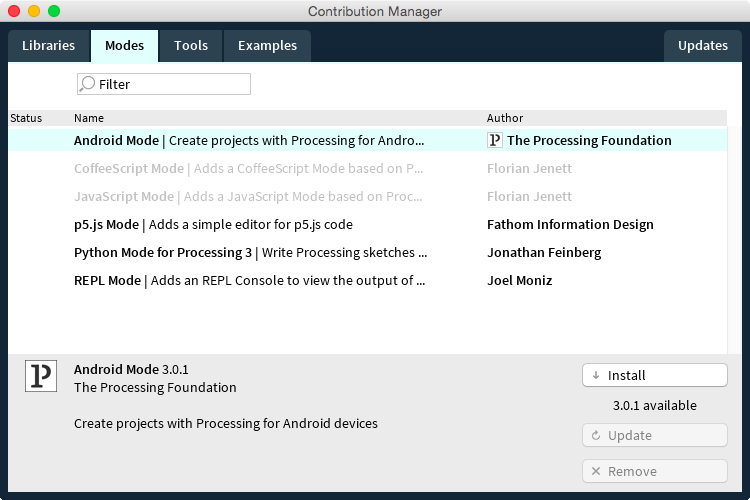 Contribution Manager
Libraries Modes Tools Examples Updates
Filter
Status Name Author
Android Mode | Create projects with Processing for Andro... The Processing Foundation
CoffeeScript Mode | Adds a CoffeeScript Mode based on P... Florian Jenett
JavaScript Mode | Adds a JavaScript Mode based on Proc... Florian Jenett
p5.js Mode | Adds a simple editor for p5.js code Fathom Information Design
Python Mode for Processing 3 | Write Processing sketches ... Jonathan Feinberg
REPL Mode | Adds an REPL Console to view the output of ... Joel Moniz
Android Mode 3.0.1
The Processing Foundation
Create projects with Processing for Android devices
Install
3.0.1 available
Update
Remove